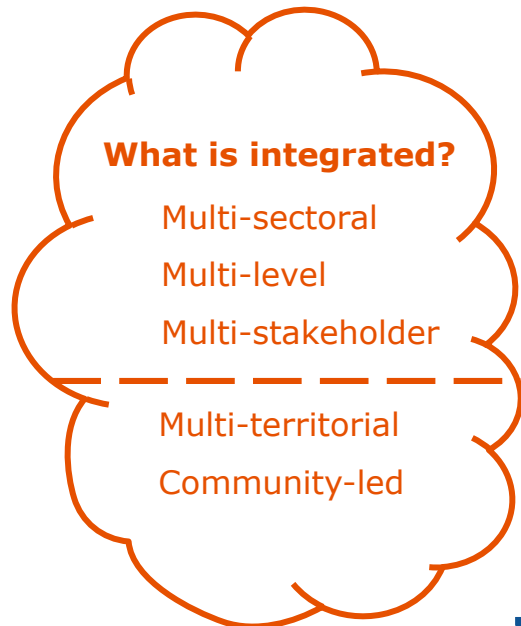 What is integrated?
Multi-sectoral
Multi-level
Multi-stakeholder
Multi-territorial
Community-led